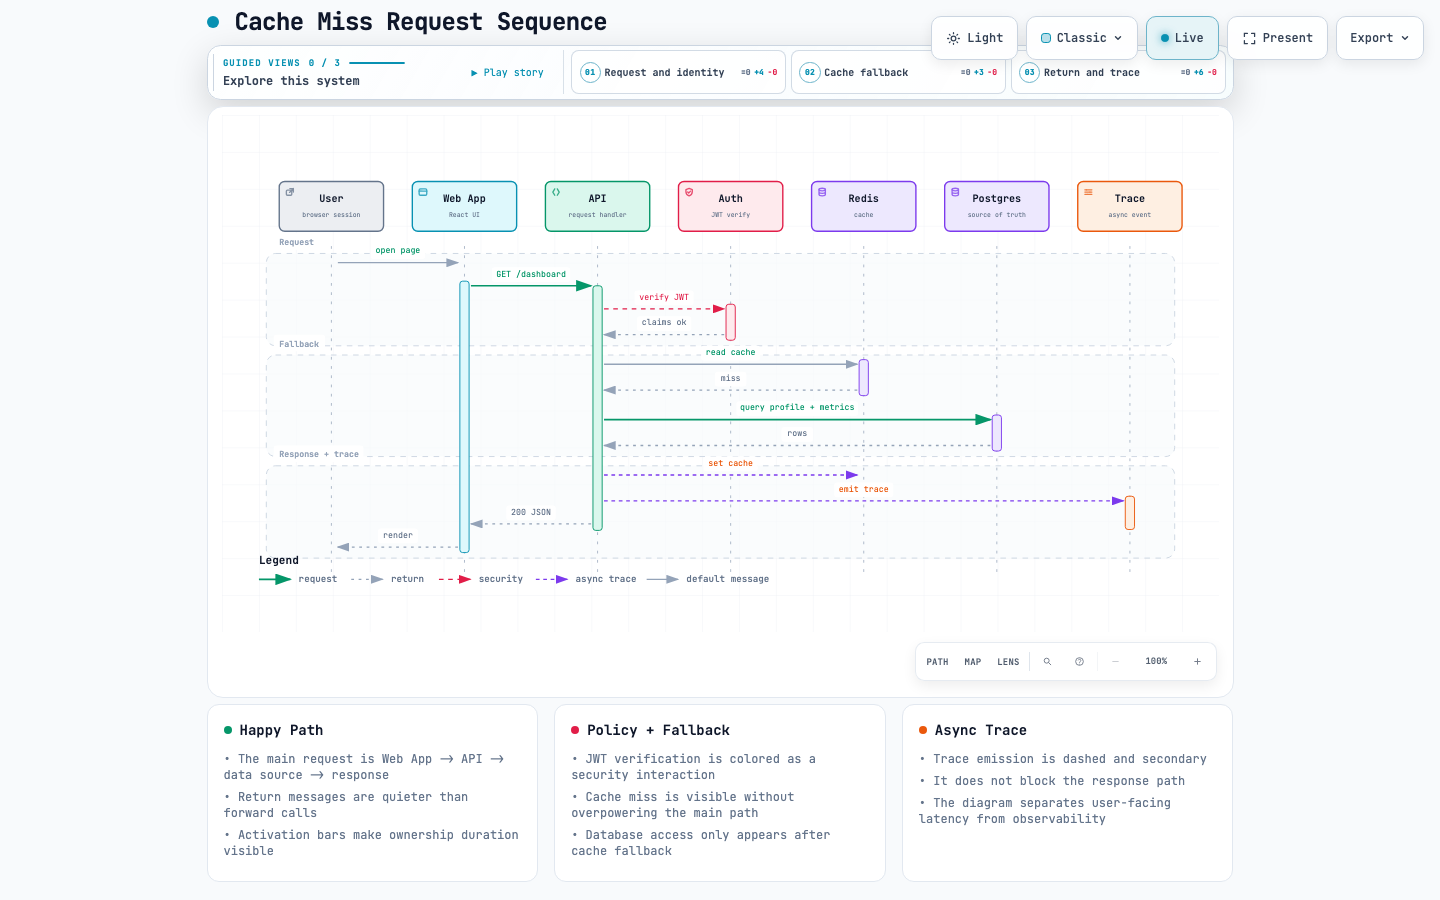 Cache Miss Request Sequence
Light
Classic
Live
Present
Export
GUIDED VIEWS 0 / 3
Explore this system
▶ Play story
01 Request and identity =0 +4 -0
02 Cache fallback =0 +3 -0
03 Return and trace =0 +6 -0
User
browser session
Web App
React UI
API
request handler
Auth
JWT verify
Redis
cache
Postgres
source of truth
Trace
async event
Request
open page
GET /dashboard
verify JWT
claims ok
Fallback
read cache
miss
query profile + metrics
rows
Response + trace
set cache
emit trace
200 JSON
render
Legend
request
return
security
async trace
default message
PATH
MAP
LENS
− 100% +
Happy Path
• The main request is Web App → API →
data source → response
• Return messages are quieter than
forward calls
• Activation bars make ownership duration
visible
Policy + Fallback
• JWT verification is colored as a
security interaction
• Cache miss is visible without
overpowering the main path
• Database access only appears after
cache fallback
Async Trace
• Trace emission is dashed and secondary
• It does not block the response path
• The diagram separates user-facing
latency from observability